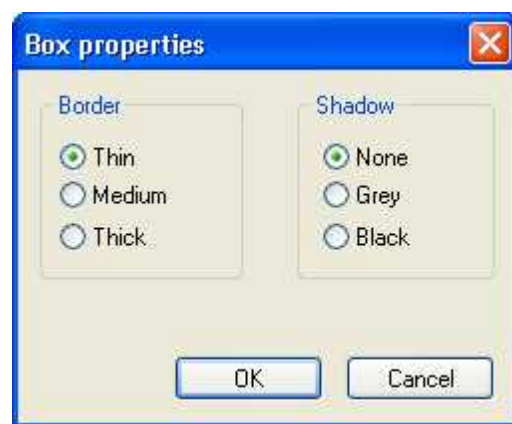 Box properties
Border
Thin
Medium
Thick
Shadow
None
Grey
Black
OK
Cancel